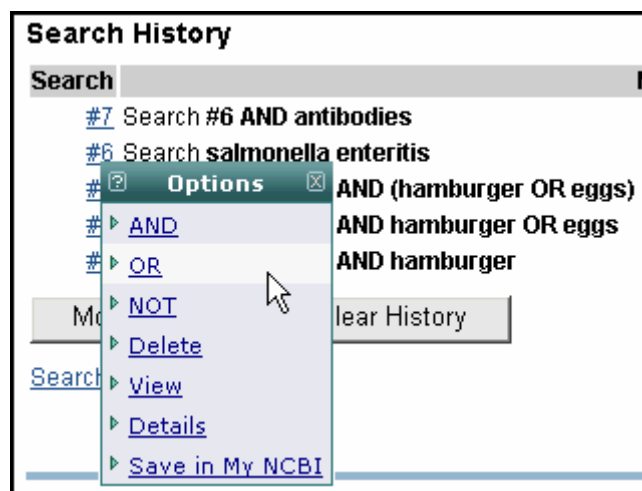 Search History
Search
#7 Search #6 AND antibodies
#6 Search salmonella enteritis
? Options X
# AND (hamburger OR eggs)
AND
# AND hamburger OR eggs
OR
# AND hamburger
NOT
lear History
Delete
Search
View
Details
Save in My NCBI